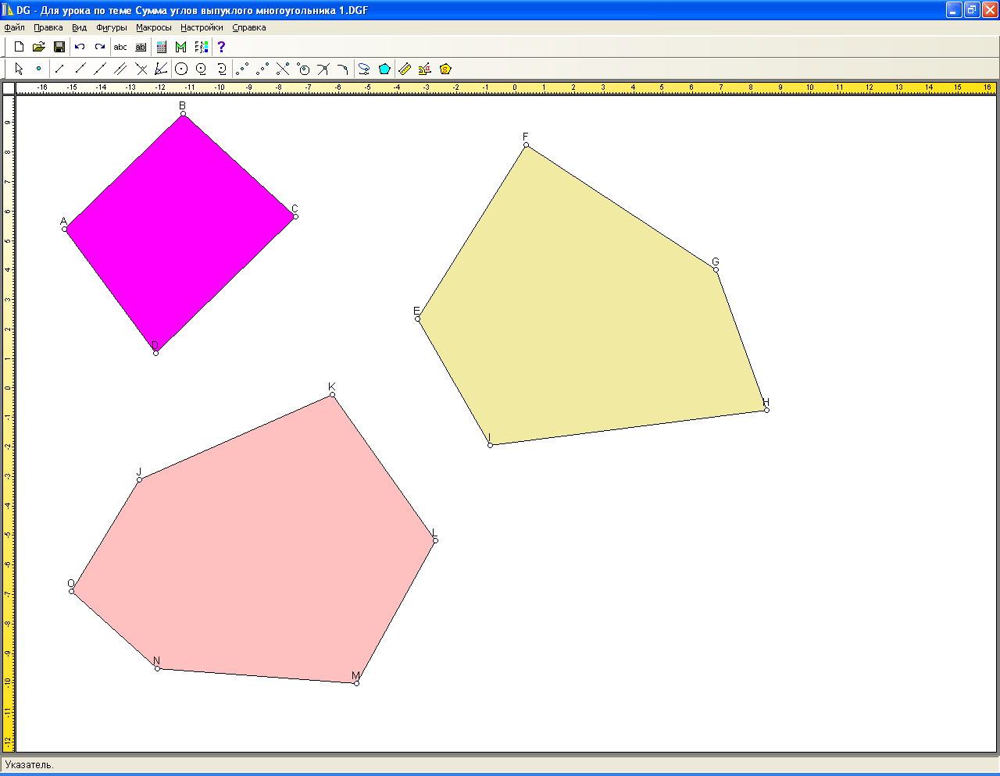 DG - Для урока по теме Сумма углов выпуклого многоугольника 1.DGF
Файл Правка Вид Фигуры Макросы Настройки Справка
abc ab ?
-16 -15 -14 -13 -12 -11 -10 -9 -8 -7 -6 -5 -4 -3 -2 -1 0 1 2 3 4 5 6 7 8 9 10 11 12 13 14 15 16
9
8
7
6
5
4
3
2
1
0
-1
-2
-3
-4
-5
-6
-7
-8
-9
-10
-11
-12
B
F
C
A
G
E
D
K
H
I
J
L
O
N
M
Указатель.